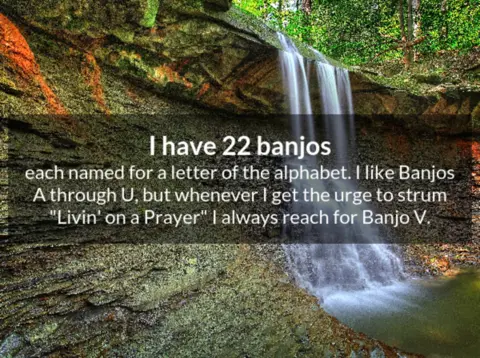 I have 22 banjos
each named for a letter of the alphabet. I like Banjos
A through U, but whenever I get the urge to strum
"Livin' on a Prayer" I always reach for Banjo V.